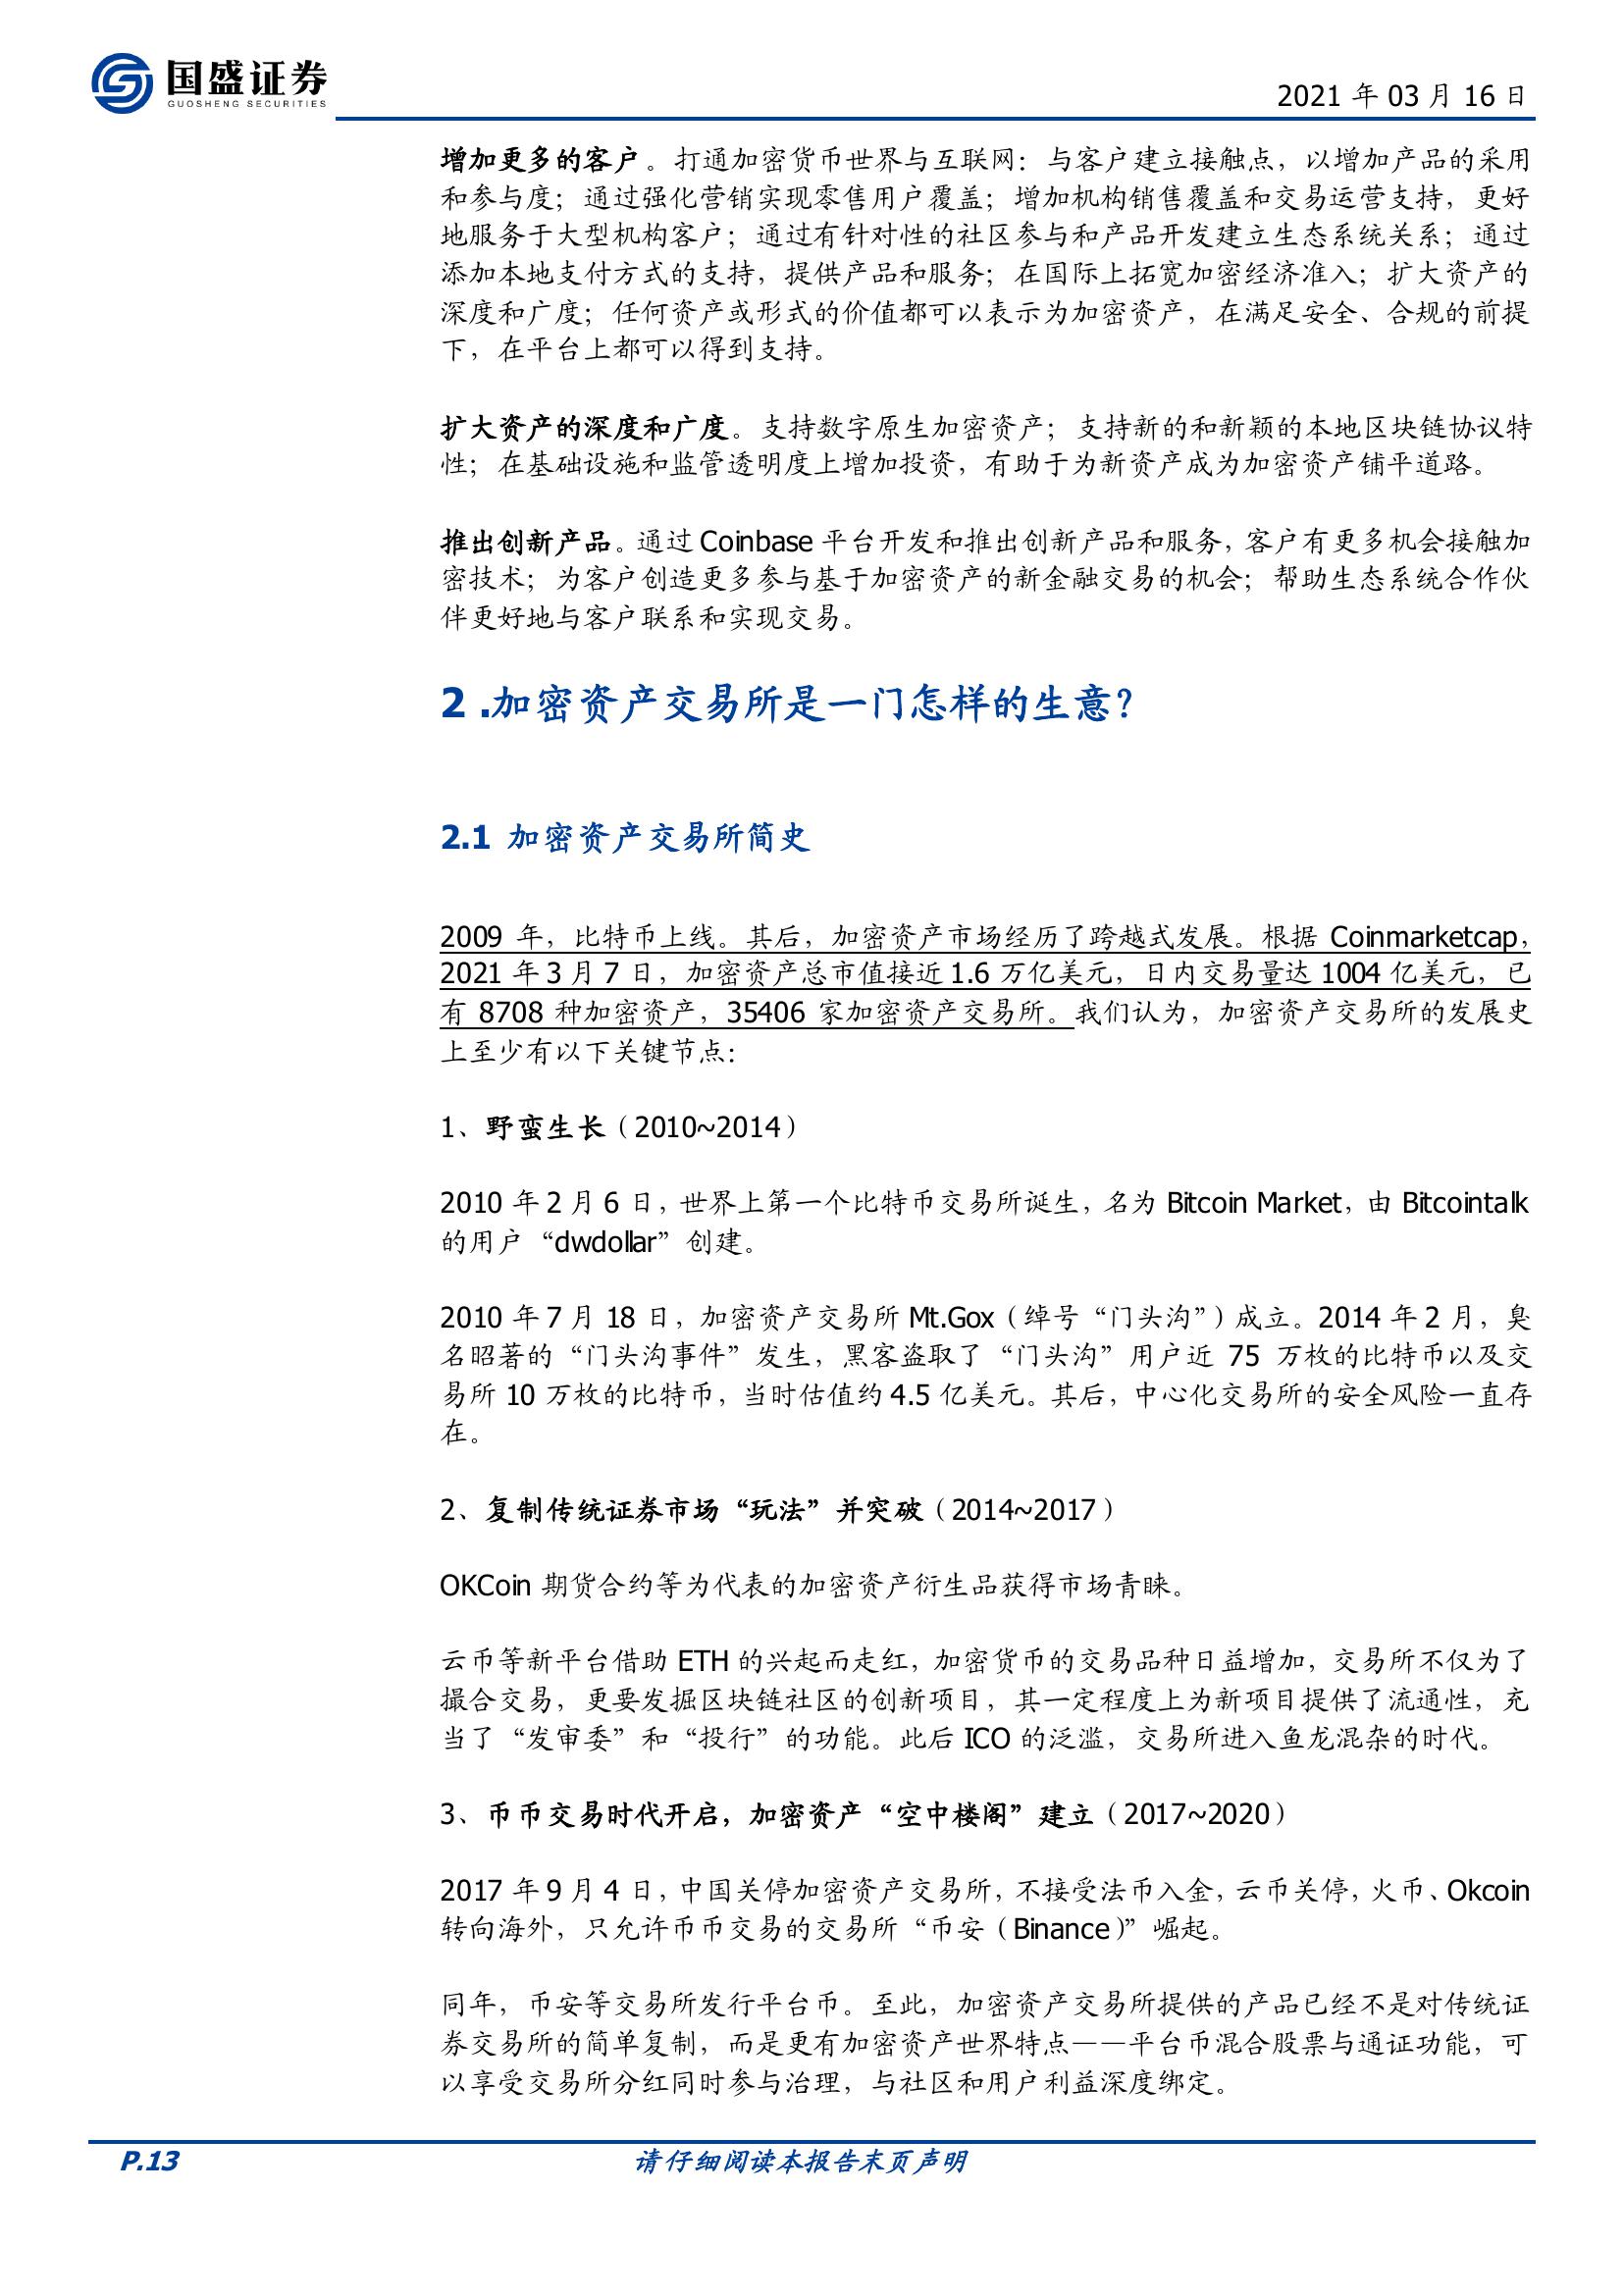 国盛证券
GUOSHENG SECURITIES
2021 年 03 月 16 日
增加更多的客户。打通加密货币世界与互联网：与客户建立接触点，以增加产品的采用
和参与度；通过强化营销实现零售用户覆盖；增加机构销售覆盖和交易运营支持，更好
地服务于大型机构客户；通过有针对性的社区参与和产品开发建立生态系统关系；通过
添加本地支付方式的支持，提供产品和服务；在国际上拓宽加密经济准入；扩大资产的
深度和广度；任何资产或形式的价值都可以表示为加密资产，在满足安全、合规的前提
下，在平台上都可以得到支持。
扩大资产的深度和广度。支持数字原生加密资产；支持新的和新颖的本地区块链协议特
性；在基础设施和监管透明度上增加投资，有助于为新资产成为加密资产铺平道路。
推出创新产品。通过 Coinbase 平台开发和推出创新产品和服务，客户有更多机会接触加
密技术；为客户创造更多参与基于加密资产的新金融交易的机会；帮助生态系统合作伙
伴更好地与客户联系和实现交易。
2 .加密资产交易所是一门怎样的生意？
2.1 加密资产交易所简史
2009 年，比特币上线。其后，加密资产市场经历了跨越式发展。根据 Coinmarketcap，
2021 年 3 月 7 日，加密资产总市值接近 1.6 万亿美元，日内交易量达 1004 亿美元，已
有 8708 种加密资产，35406 家加密资产交易所。我们认为，加密资产交易所的发展史
上至少有以下关键节点：
1、野蛮生长（2010~2014）
2010 年 2 月 6 日，世界上第一个比特币交易所诞生，名为 Bitcoin Market，由 Bitcointalk
的用户“dwdollar”创建。
2010 年 7 月 18 日，加密资产交易所 Mt.Gox（绰号“门头沟”）成立。2014 年 2 月，臭
名昭著的“门头沟事件”发生，黑客盗取了“门头沟”用户近 75 万枚的比特币以及交
易所 10 万枚的比特币，当时估值约 4.5 亿美元。其后，中心化交易所的安全风险一直存
在。
2、复制传统证券市场“玩法”并突破（2014~2017）
OKCoin 期货合约等为代表的加密资产衍生品获得市场青睐。
云币等新平台借助 ETH 的兴起而走红，加密货币的交易品种日益增加，交易所不仅为了
撮合交易，更要发掘区块链社区的创新项目，其一定程度上为新项目提供了流通性，充
当了“发审委”和“投行”的功能。此后 ICO 的泛滥，交易所进入鱼龙混杂的时代。
3、币币交易时代开启，加密资产“空中楼阁”建立（2017~2020）
2017 年 9 月 4 日，中国关停加密资产交易所，不接受法币入金，云币关停，火币、Okcoin
转向海外，只允许币币交易的交易所“币安（Binance）”崛起。
同年，币安等交易所发行平台币。至此，加密资产交易所提供的产品已经不是对传统证
券交易所的简单复制，而是更有加密资产世界特点——平台币混合股票与通证功能，可
以享受交易所分红同时参与治理，与社区和用户利益深度绑定。
P.13
请仔细阅读本报告末页声明